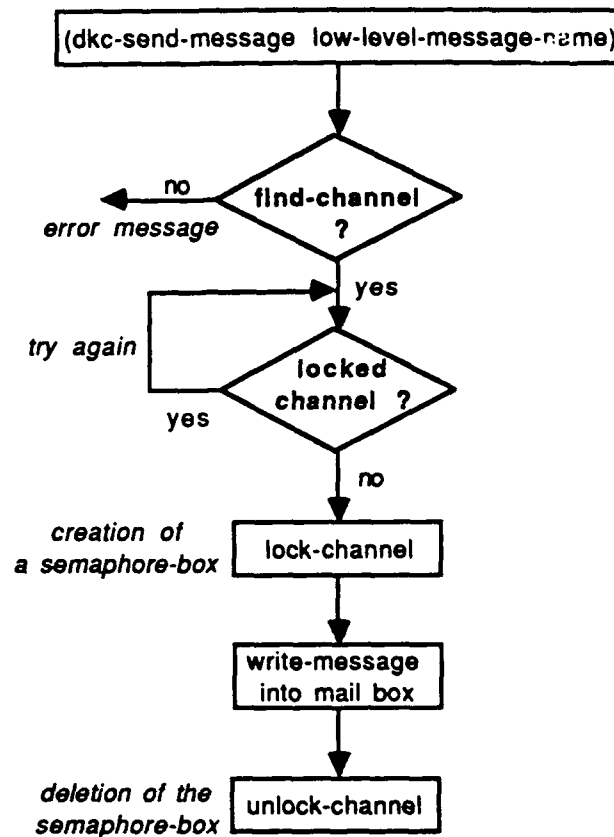 (dkc-send-message low-level-message-name)
no
find-channel
?
error message
yes
try again
locked
channel ?
yes
no
creation of
a semaphore-box
lock-channel
write-message
into mail box
deletion of the
semaphore-box
unlock-channel